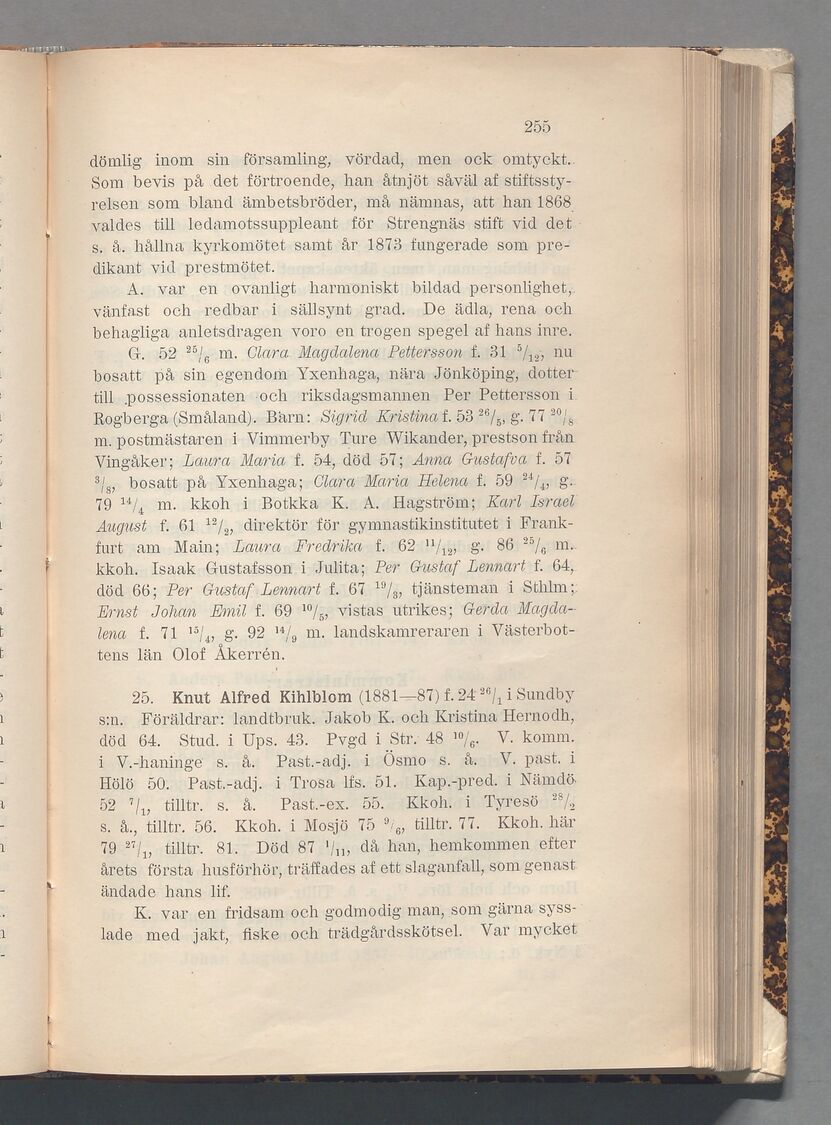 255
dömlig inom sin församling, vördad, men ock omtyckt.
Som bevis på det förtroende, han åtnjöt såväl af stiftssty-
relsen som bland ämbetsbröder, må nämnas, att han 1868
valdes till ledamotssuppleant för Strengnäs stift vid det
s. å. hållna kyrkomötet samt år 1873 fungerade som pre-
dikant vid prestmötet.
A. var en ovanligt harmoniskt bildad personlighet,
vänfast och redbar i sällsynt grad. De ädla, rena och
behagliga anletsdragen voro en trogen spegel af hans inre.
G. 52 25/6 m. Clara Magdalena Pettersson f. 31 5/12, nu
bosatt på sin egendom Yxenhaga, nära Jönköping, dotter
till possessionaten och riksdagsmannen Per Pettersson i
Rogberga (Småland). Barn: Sigrid Kristina f. 53 26/5, g. 77 20/8
m. postmästaren i Vimmerby Ture Wikander, prestson från
Vingåker; Laura Maria f. 54, död 57; Anna Gustafva f. 57
3/8, bosatt på Yxenhaga; Clara Maria Helena f. 59 24/4, g.
79 14/4 m. kkoh i Botkka K. A. Hagström; Karl Israel
August f. 61 12/2, direktör för gymnastikinstitutet i Frank-
furt am Main; Laura Fredrika f. 62 11/12, g. 86 25/6 m.
kkoh. Isaak Gustafsson i Julita; Per Gustaf Lennart f. 64,
död 66; Per Gustaf Lennart f. 67 19/8, tjänsteman i Sthlm;
Ernst Johan Emil f. 69 10/5, vistas utrikes; Gerda Magda-
lena f. 71 15/4, g. 92 14/9 m. landskamreraren i Västerbot-
tens län Olof Åkerrén.
25. Knut Alfred Kihlblom (1881—87) f. 24 26/1 i Sundby
s:n. Föräldrar: landtbruk. Jakob K. och Kristina Hernodh,
död 64. Stud. i Ups. 43. Pvgd i Str. 48 10/6. V. komm.
i V.-haninge s. å. Past.-adj. i Ösmo s. å. V. past. i
Hölö 50. Past.-adj. i Trosa lfs. 51. Kap.-pred. i Nämdö
52 7/1, tilltr. s. å. Past.-ex. 55. Kkoh. i Tyresö 28/2
s. å., tilltr. 56. Kkoh. i Mosjö 75 9/6, tilltr. 77. Kkoh. här
79 27/1, tilltr. 81. Död 87 1/11, då han, hemkommen efter
årets första husförhör, träffades af ett slaganfall, som genast
ändade hans lif.
K. var en fridsam och godmodig man, som gärna syss-
lade med jakt, fiske och trädgårdsskötsel. Var mycket